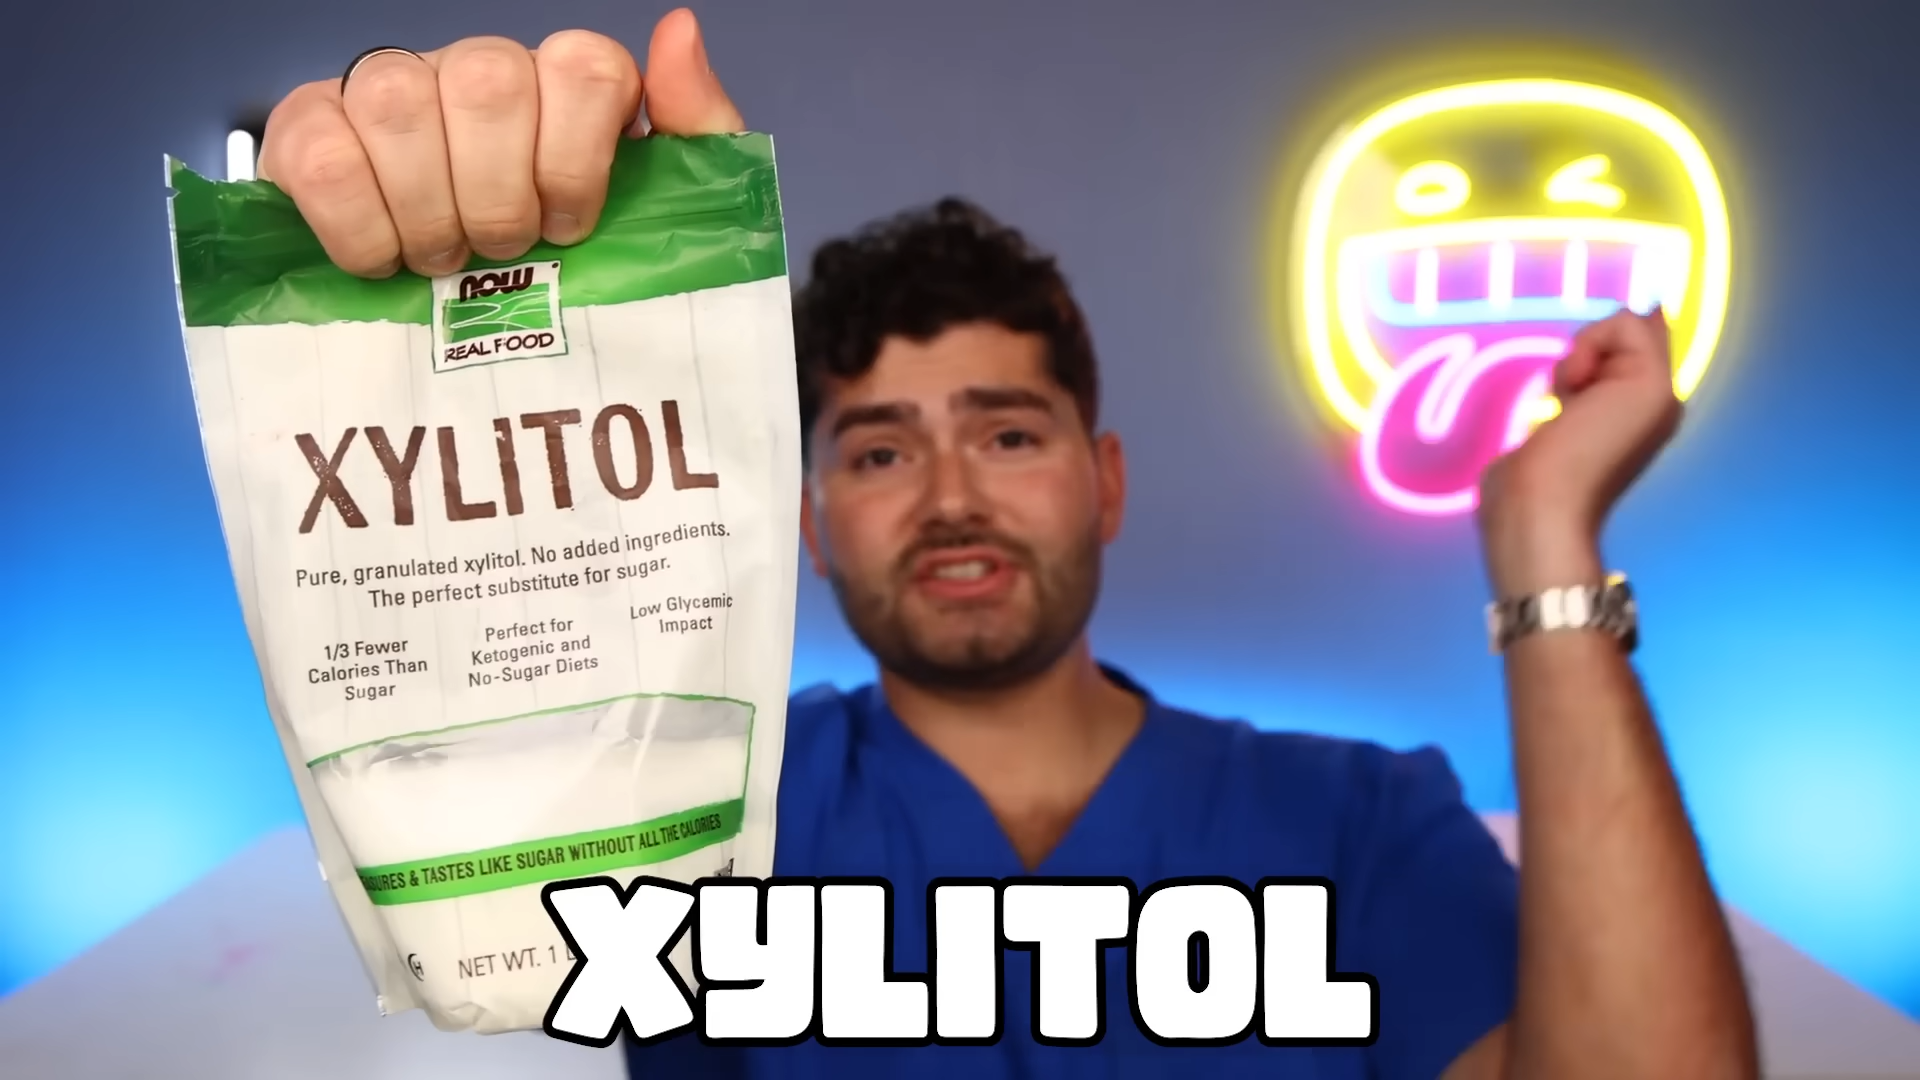 now
REAL FOOD
XYLITOL
Pure, granulated xylitol. No added ingredients.
The perfect substitute for sugar.
1/3 Fewer
Calories Than
Sugar
Perfect for
Ketogenic and
No-Sugar Diets
Low Glycemic
Impact
& TASTES LIKE SUGAR WITHOUT ALL THE CALORIES
NET WT. 1
XYLITOL